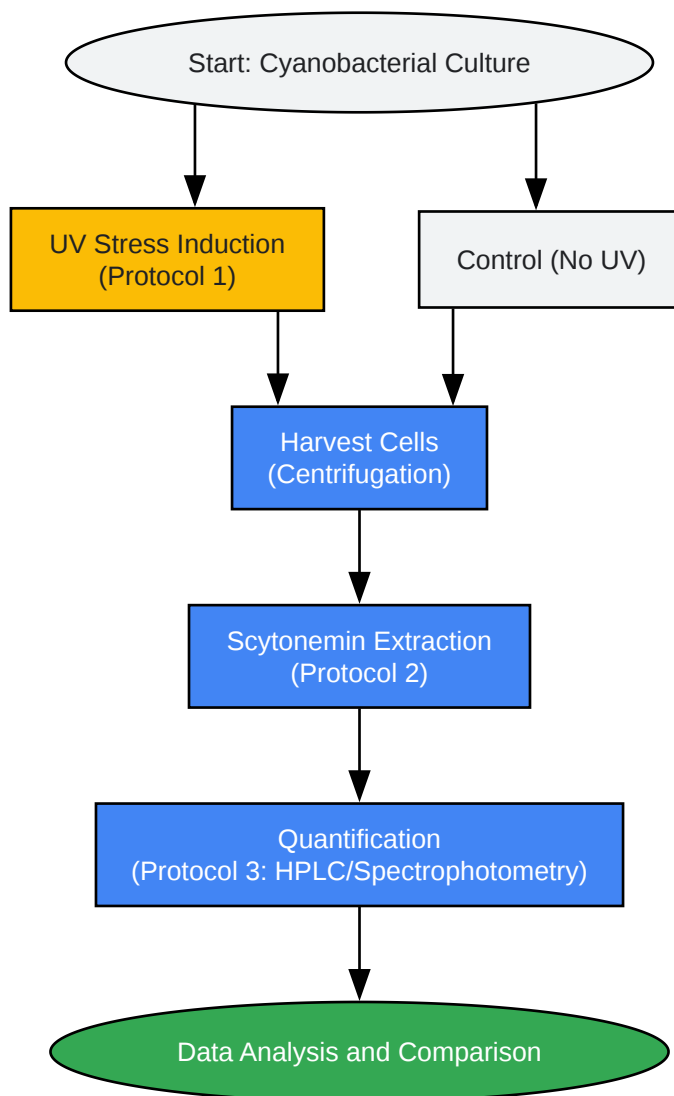 Start: Cyanobacterial Culture
UV Stress Induction
(Protocol 1)
Control (No UV)
Harvest Cells
(Centrifugation)
Scytonemin Extraction
(Protocol 2)
Quantification
(Protocol 3: HPLC/Spectrophotometry)
Data Analysis and Comparison